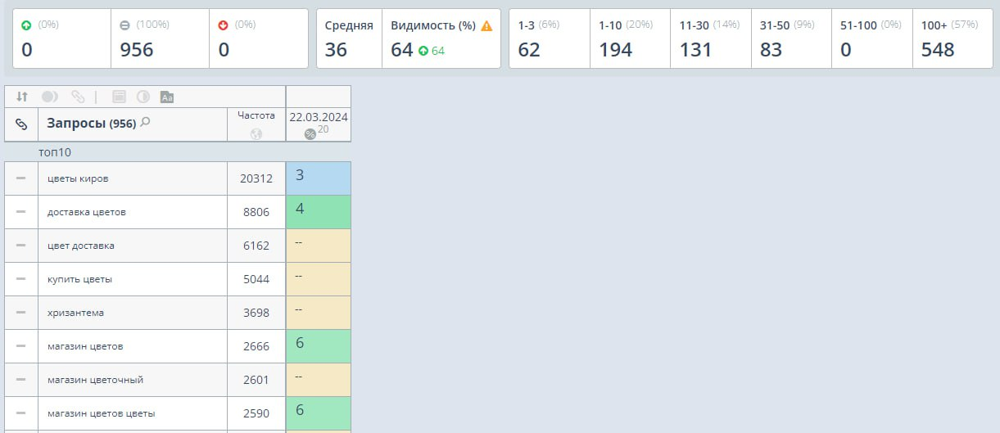 (0%)
0
(100%)
956
(0%)
0
Средняя
36
Видимость (%)
64 64
1-3 (6%)
62
1-10 (20%)
194
11-30 (14%)
131
31-50 (9%)
83
51-100 (0%)
0
100+ (57%)
548
Aa
Запросы (956)
Частота
22.03.2024
% 20
топ10
цветы киров 20312 3
доставка цветов 8806 4
цвет доставка 6162 --
купить цветы 5044 --
хризантема 3698 --
магазин цветов 2666 6
магазин цветочный 2601 --
магазин цветов цветы 2590 6